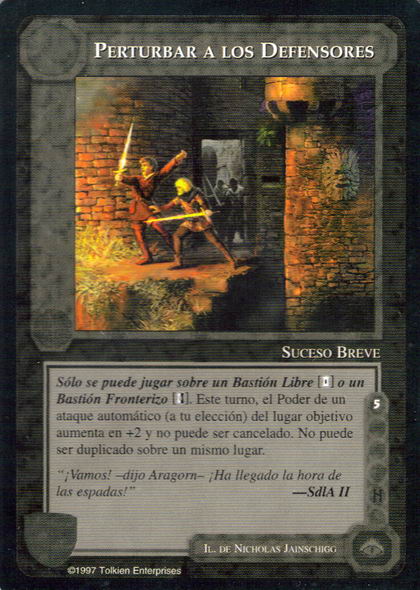 PERTURBAR A LOS DEFENSORES
SUCESO BREVE
Sólo se puede jugar sobre un Bastión Libre [] o un
Bastión Fronterizo []. Este turno, el Poder de un
ataque automático (a tu elección) del lugar objetivo
aumenta en +2 y no puede ser cancelado. No puede
ser duplicado sobre un mismo lugar.
5
"¡Vamos! –dijo Aragorn– ¡Ha llegado la hora de
las espadas!" —SdlA II
IL. DE NICHOLAS JAINSCHIGG
©1997 Tolkien Enterprises